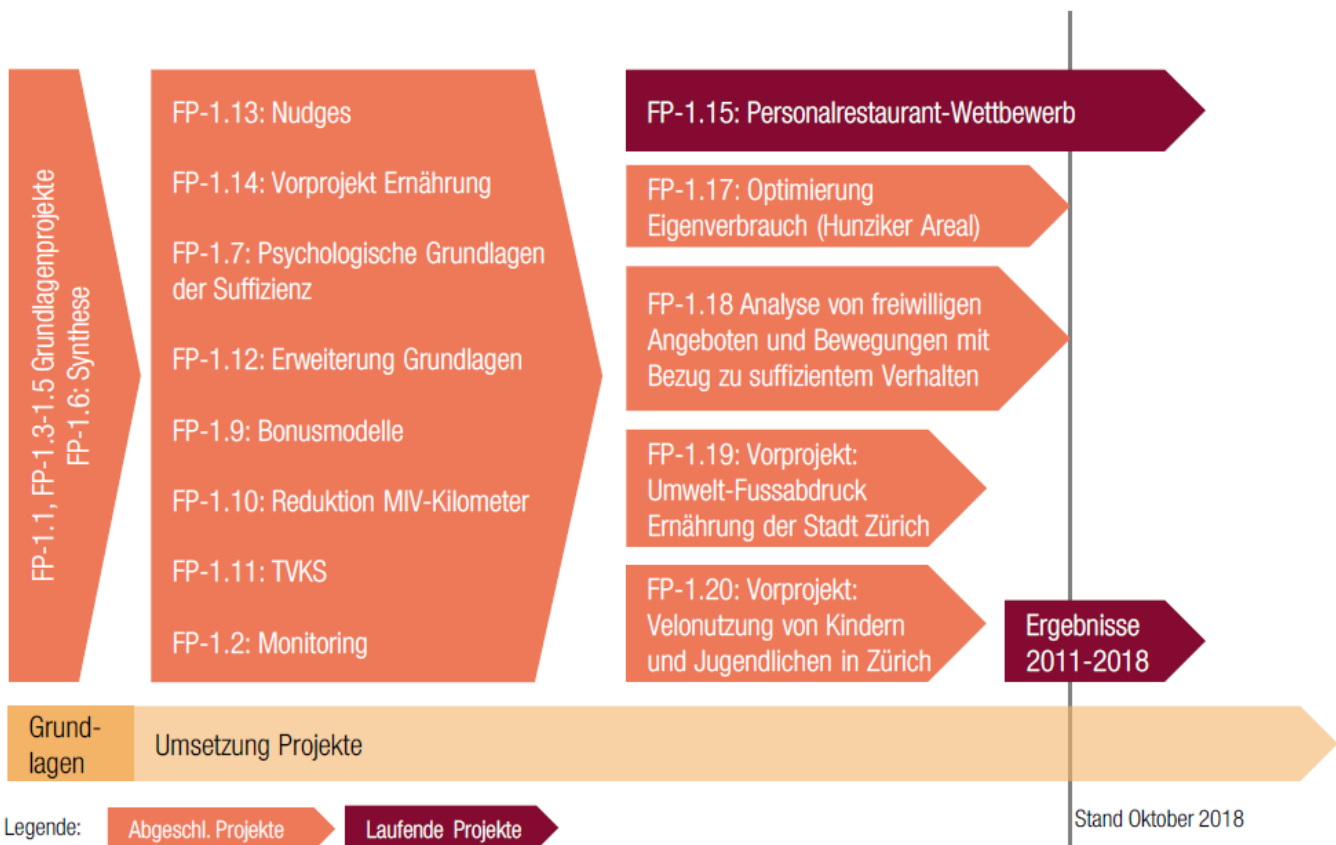 FP-1.1, FP-1.3-1.5 Grundlagenprojekte
FP-1.6: Synthese
FP-1.13: Nudges
FP-1.14: Vorprojekt Ernährung
FP-1.7: Psychologische Grundlagen
der Suffizienz
FP-1.12: Erweiterung Grundlagen
FP-1.9: Bonusmodelle
FP-1.10: Reduktion MIV-Kilometer
FP-1.11: TVKS
FP-1.2: Monitoring
FP-1.15: Personalrestaurant-Wettbewerb
FP-1.17: Optimierung
Eigenverbrauch (Hunziker Areal)
FP-1.18 Analyse von freiwilligen
Angeboten und Bewegungen mit
Bezug zu suffizientem Verhalten
FP-1.19: Vorprojekt:
Umwelt-Fussabdruck
Ernährung der Stadt Zürich
FP-1.20: Vorprojekt:
Velonutzung von Kindern
und Jugendlichen in Zürich
Ergebnisse
2011-2018
Grund-
lagen
Umsetzung Projekte
Legende:
Abgeschl. Projekte
Laufende Projekte
Stand Oktober 2018